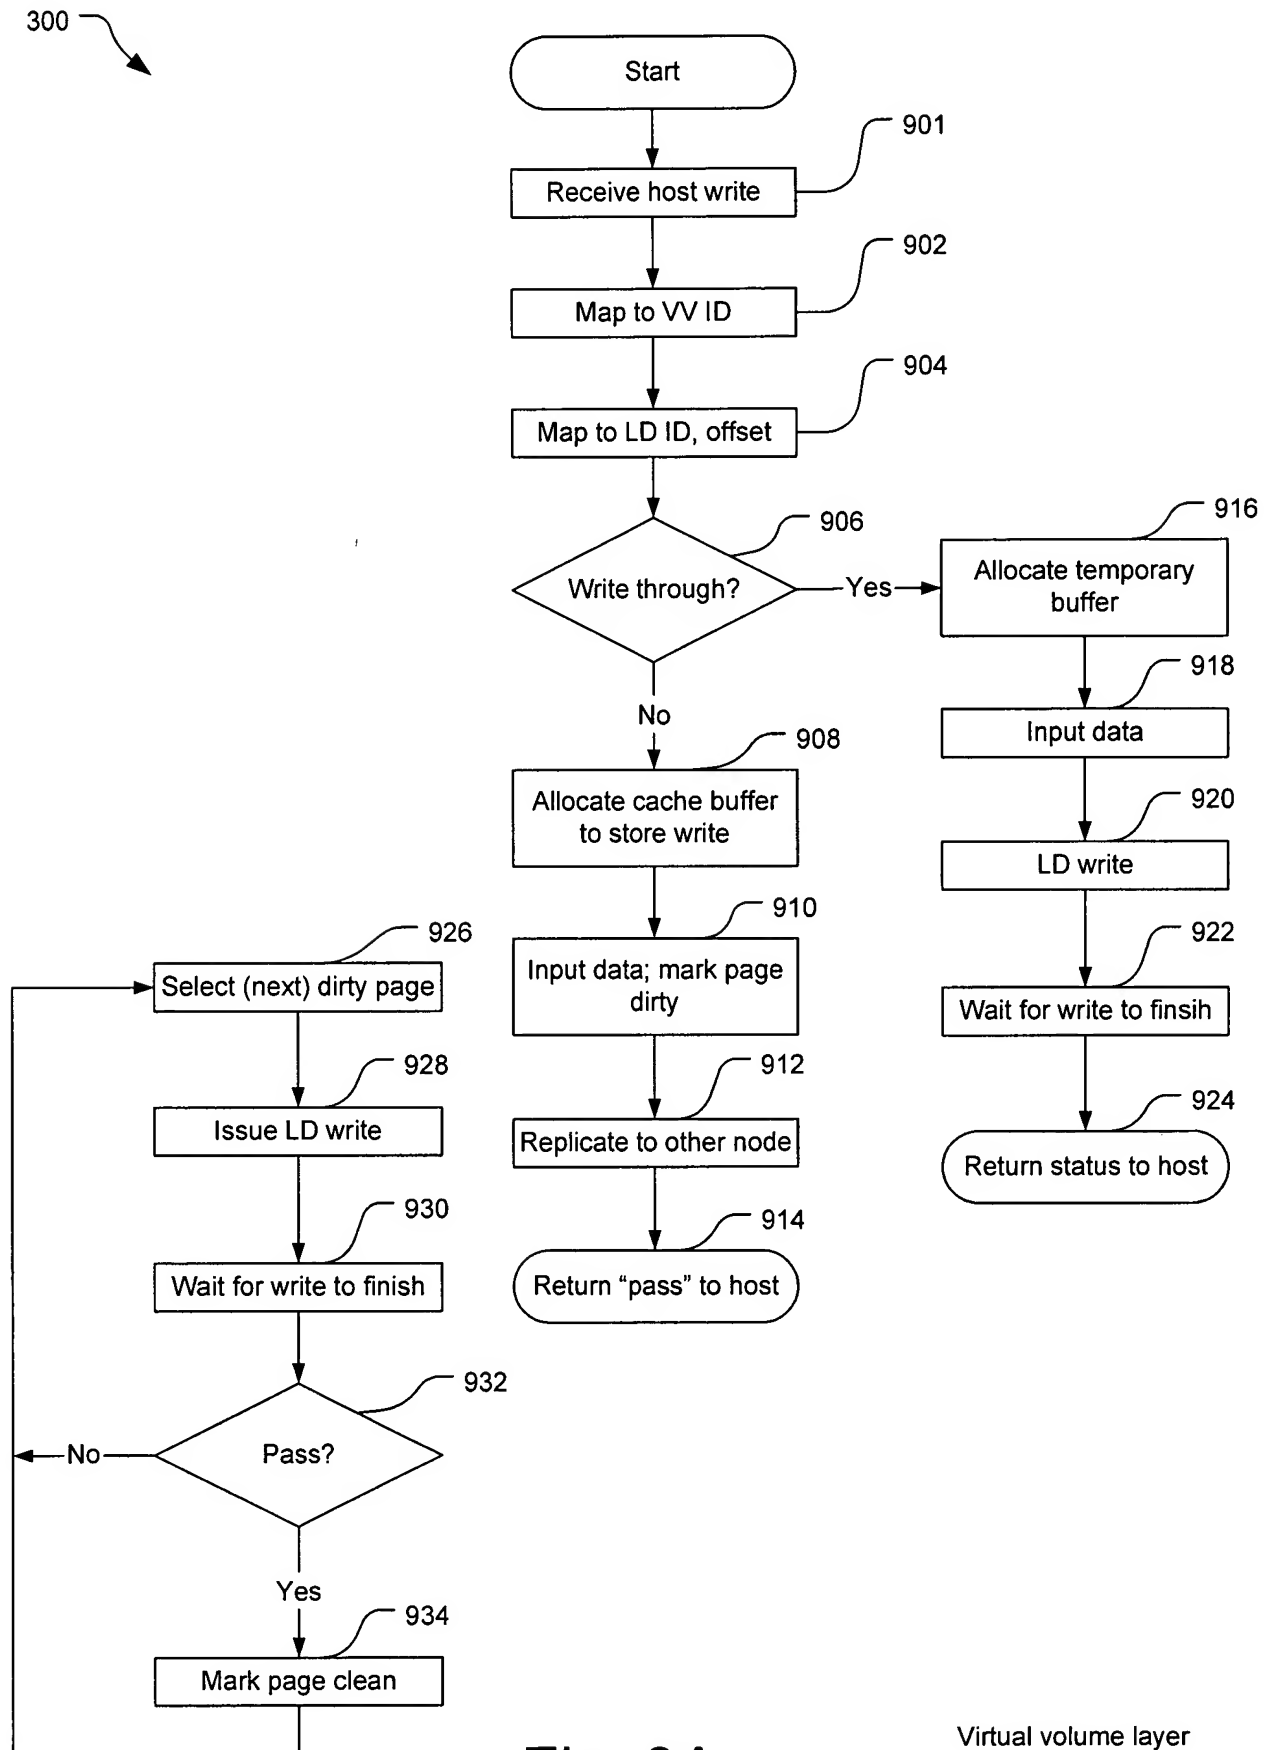 300
Start
901
Receive host write
902
Map to VV ID
904
Map to LD ID, offset
906
Write through?
Yes
No
916
Allocate temporary
buffer
918
Input data
920
LD write
922
Wait for write to finsih
924
Return status to host
908
Allocate cache buffer
to store write
910
Input data; mark page
dirty
912
Replicate to other node
914
Return “pass” to host
926
Select (next) dirty page
928
Issue LD write
930
Wait for write to finish
932
Pass?
No
Yes
934
Mark page clean
Virtual volume layer